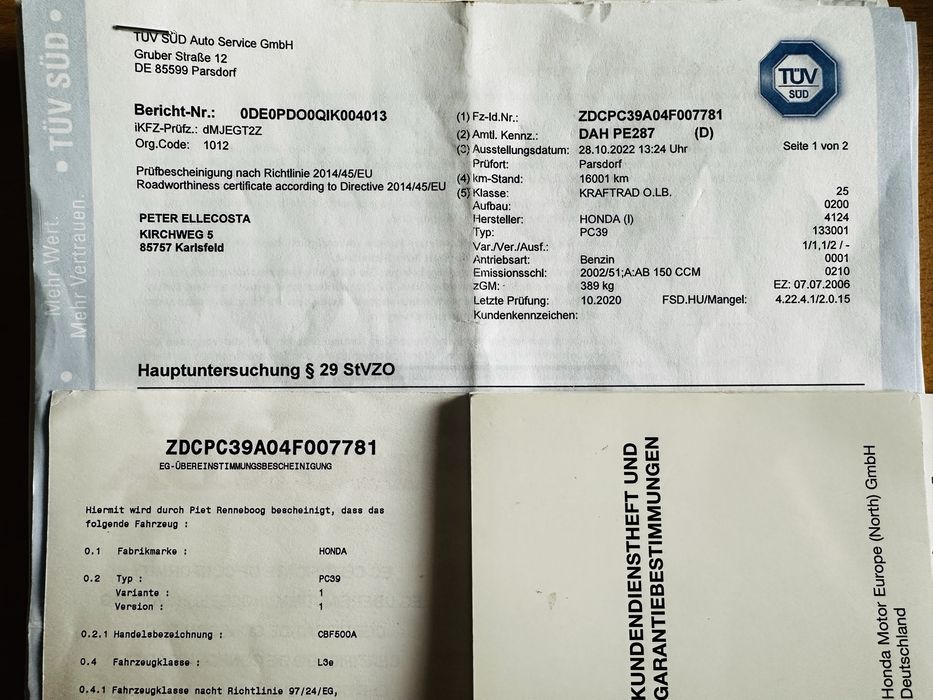 • TÜV SÜD •
Mehr Wert.
Mehr Vertrauen.
TÜV SÜD Auto Service GmbH
Gruber Straße 12
DE 85599 Parsdorf
TÜV
SÜD
Bericht-Nr.: 0DE0PDO0QIK004013
iKFZ-Prüfz.: dMJEGT2Z
Org.Code: 1012
Prüfbescheinigung nach Richtlinie 2014/45/EU
Roadworthiness certificate according to Directive 2014/45/EU
PETER ELLECOSTA
KIRCHWEG 5
85757 Karlsfeld
(1) Fz-Id.Nr.: ZDCPC39A04F007781
(2) Amtl. Kennz.: DAH PE287 (D)
(3) Ausstellungsdatum: 28.10.2022 13:24 Uhr Seite 1 von 2
Prüfort: Parsdorf
(4) km-Stand: 16001 km
(5) Klasse: KRAFTRAD O.LB. 25
Aufbau: 0200
Hersteller: HONDA (I) 4124
Typ: PC39 133001
Var./Ver./Ausf.: 1/1,1/2 / -
Antriebsart: Benzin 0001
Emissionsschl: 2002/51;A:AB 150 CCM 0210
zGM: 389 kg EZ: 07.07.2006
Letzte Prüfung: 10.2020 FSD.HU/Mangel: 4.22.4.1/2.0.15
Kundenkennzeichen:
Hauptuntersuchung § 29 StVZO
ZDCPC39A04F007781
EG-ÜBEREINSTIMMUNGSBESCHEINIGUNG
Hiermit wird durch Piet Renneboog bescheinigt, dass das
folgende Fahrzeug :
0.1 Fabrikmarke : HONDA
0.2 Typ : PC39
Variante : 1
Version : 1
0.2.1 Handelsbezeichnung : CBF500A
0.4 Fahrzeugklasse : L3e
0.4.1 Fahrzeugklasse nacht Richtlinie 97/24/EG,
KUNDENDIENSTHEFT UND
GARANTIEBESTIMMUNGEN
Honda Motor Europe (North) GmbH
Deutschland